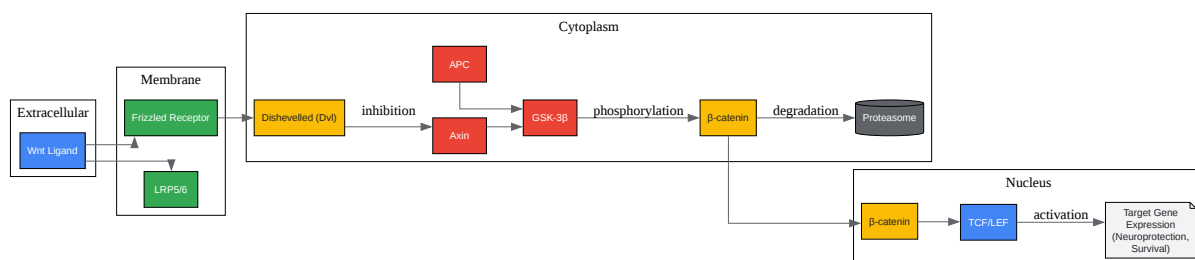 Extracellular
Wnt Ligand
Membrane
Frizzled Receptor
LRP5/6
Cytoplasm
Dishevelled (Dvl)
inhibition
APC
Axin
GSK-3β
phosphorylation
β-catenin
degradation
Proteasome
Nucleus
β-catenin
TCF/LEF
activation
Target Gene
Expression
(Neuroprotection,
Survival)